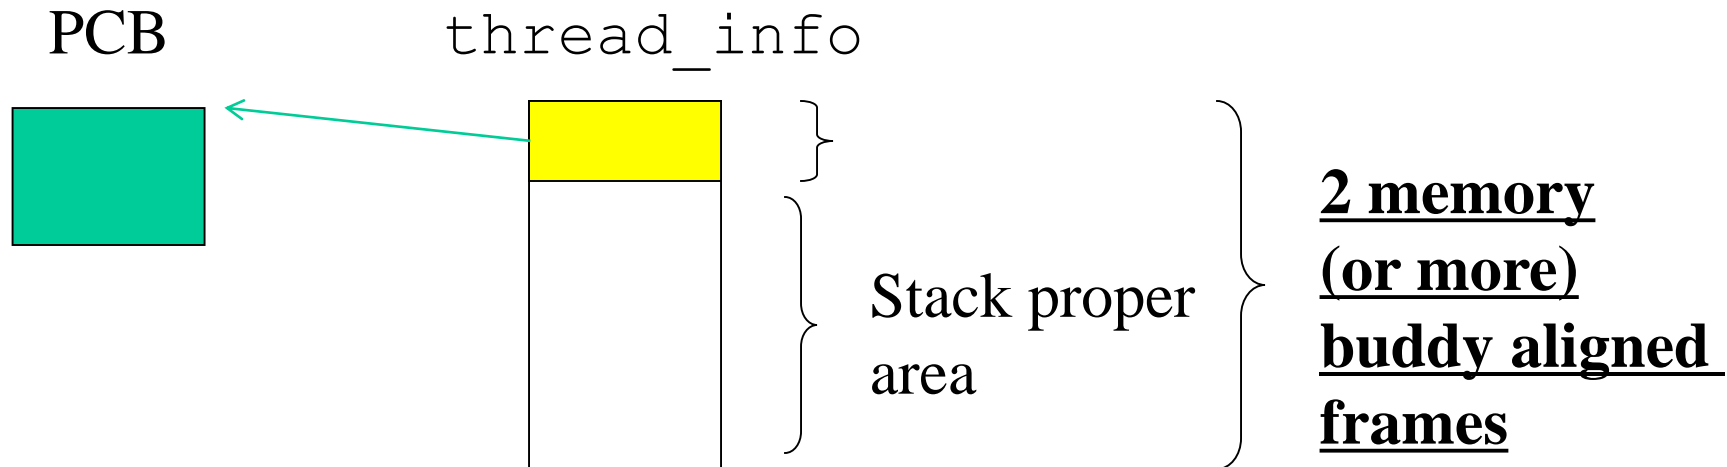 PCB
thread_info
Stack proper
area
2 memory
(or more)
buddy aligned
frames